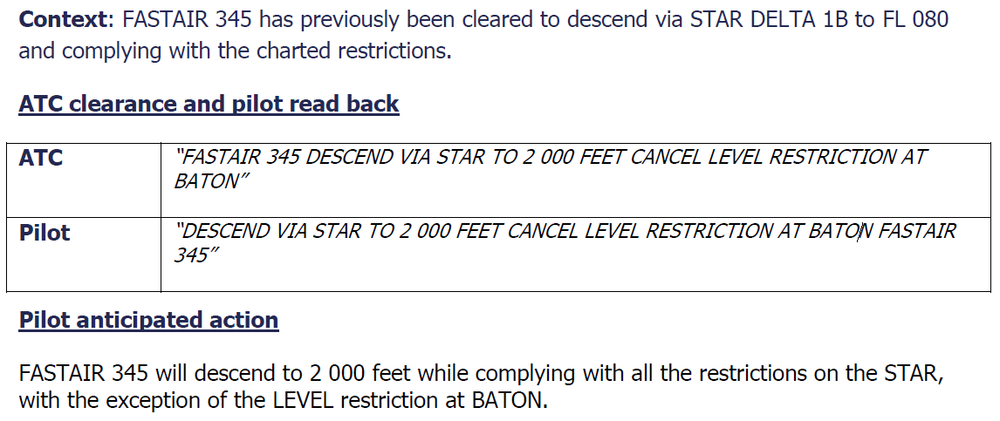 Context: FASTAIR 345 has previously been cleared to descend via STAR DELTA 1B to FL 080
and complying with the charted restrictions.
ATC clearance and pilot read back
ATC
"FASTAIR 345 DESCEND VIA STAR TO 2 000 FEET CANCEL LEVEL RESTRICTION AT
BATON"
Pilot
"DESCEND VIA STAR TO 2 000 FEET CANCEL LEVEL RESTRICTION AT BATON FASTAIR
345"
Pilot anticipated action
FASTAIR 345 will descend to 2 000 feet while complying with all the restrictions on the STAR,
with the exception of the LEVEL restriction at BATON.